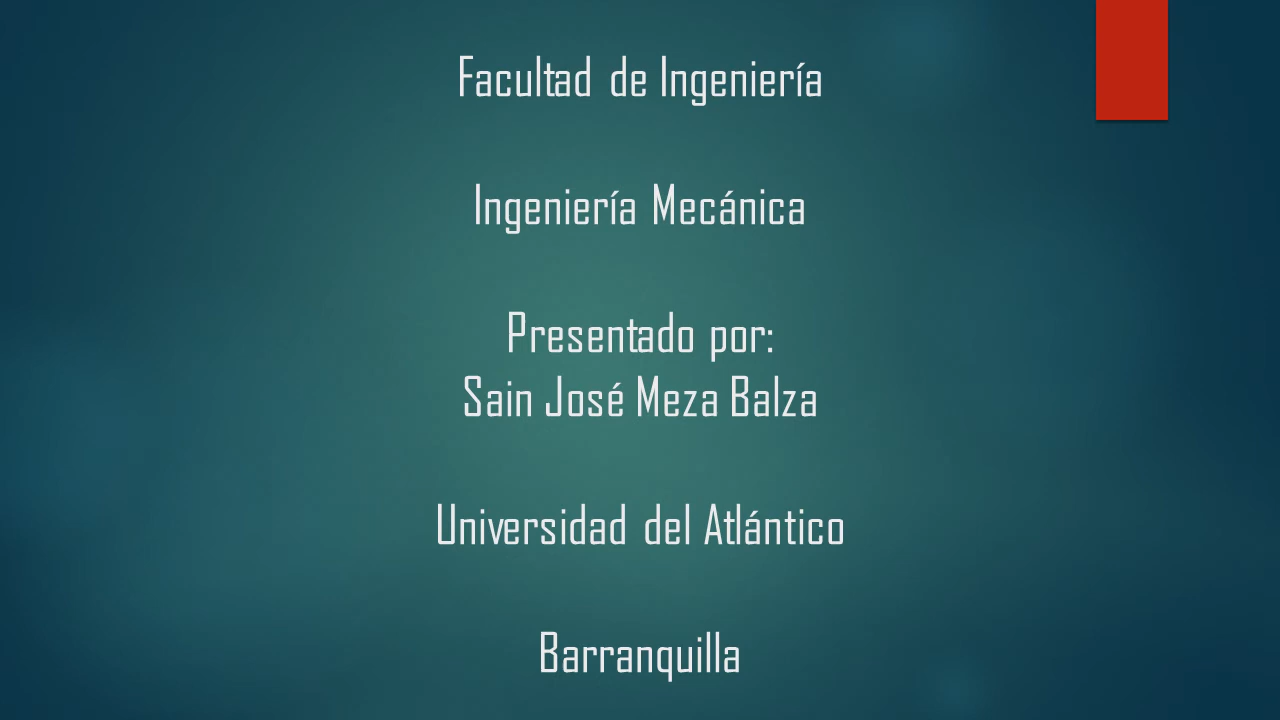 Facultad de Ingeniería
Ingeniería Mecánica
Presentado por:
Sain José Meza Balza
Universidad del Atlántico
Barranquilla